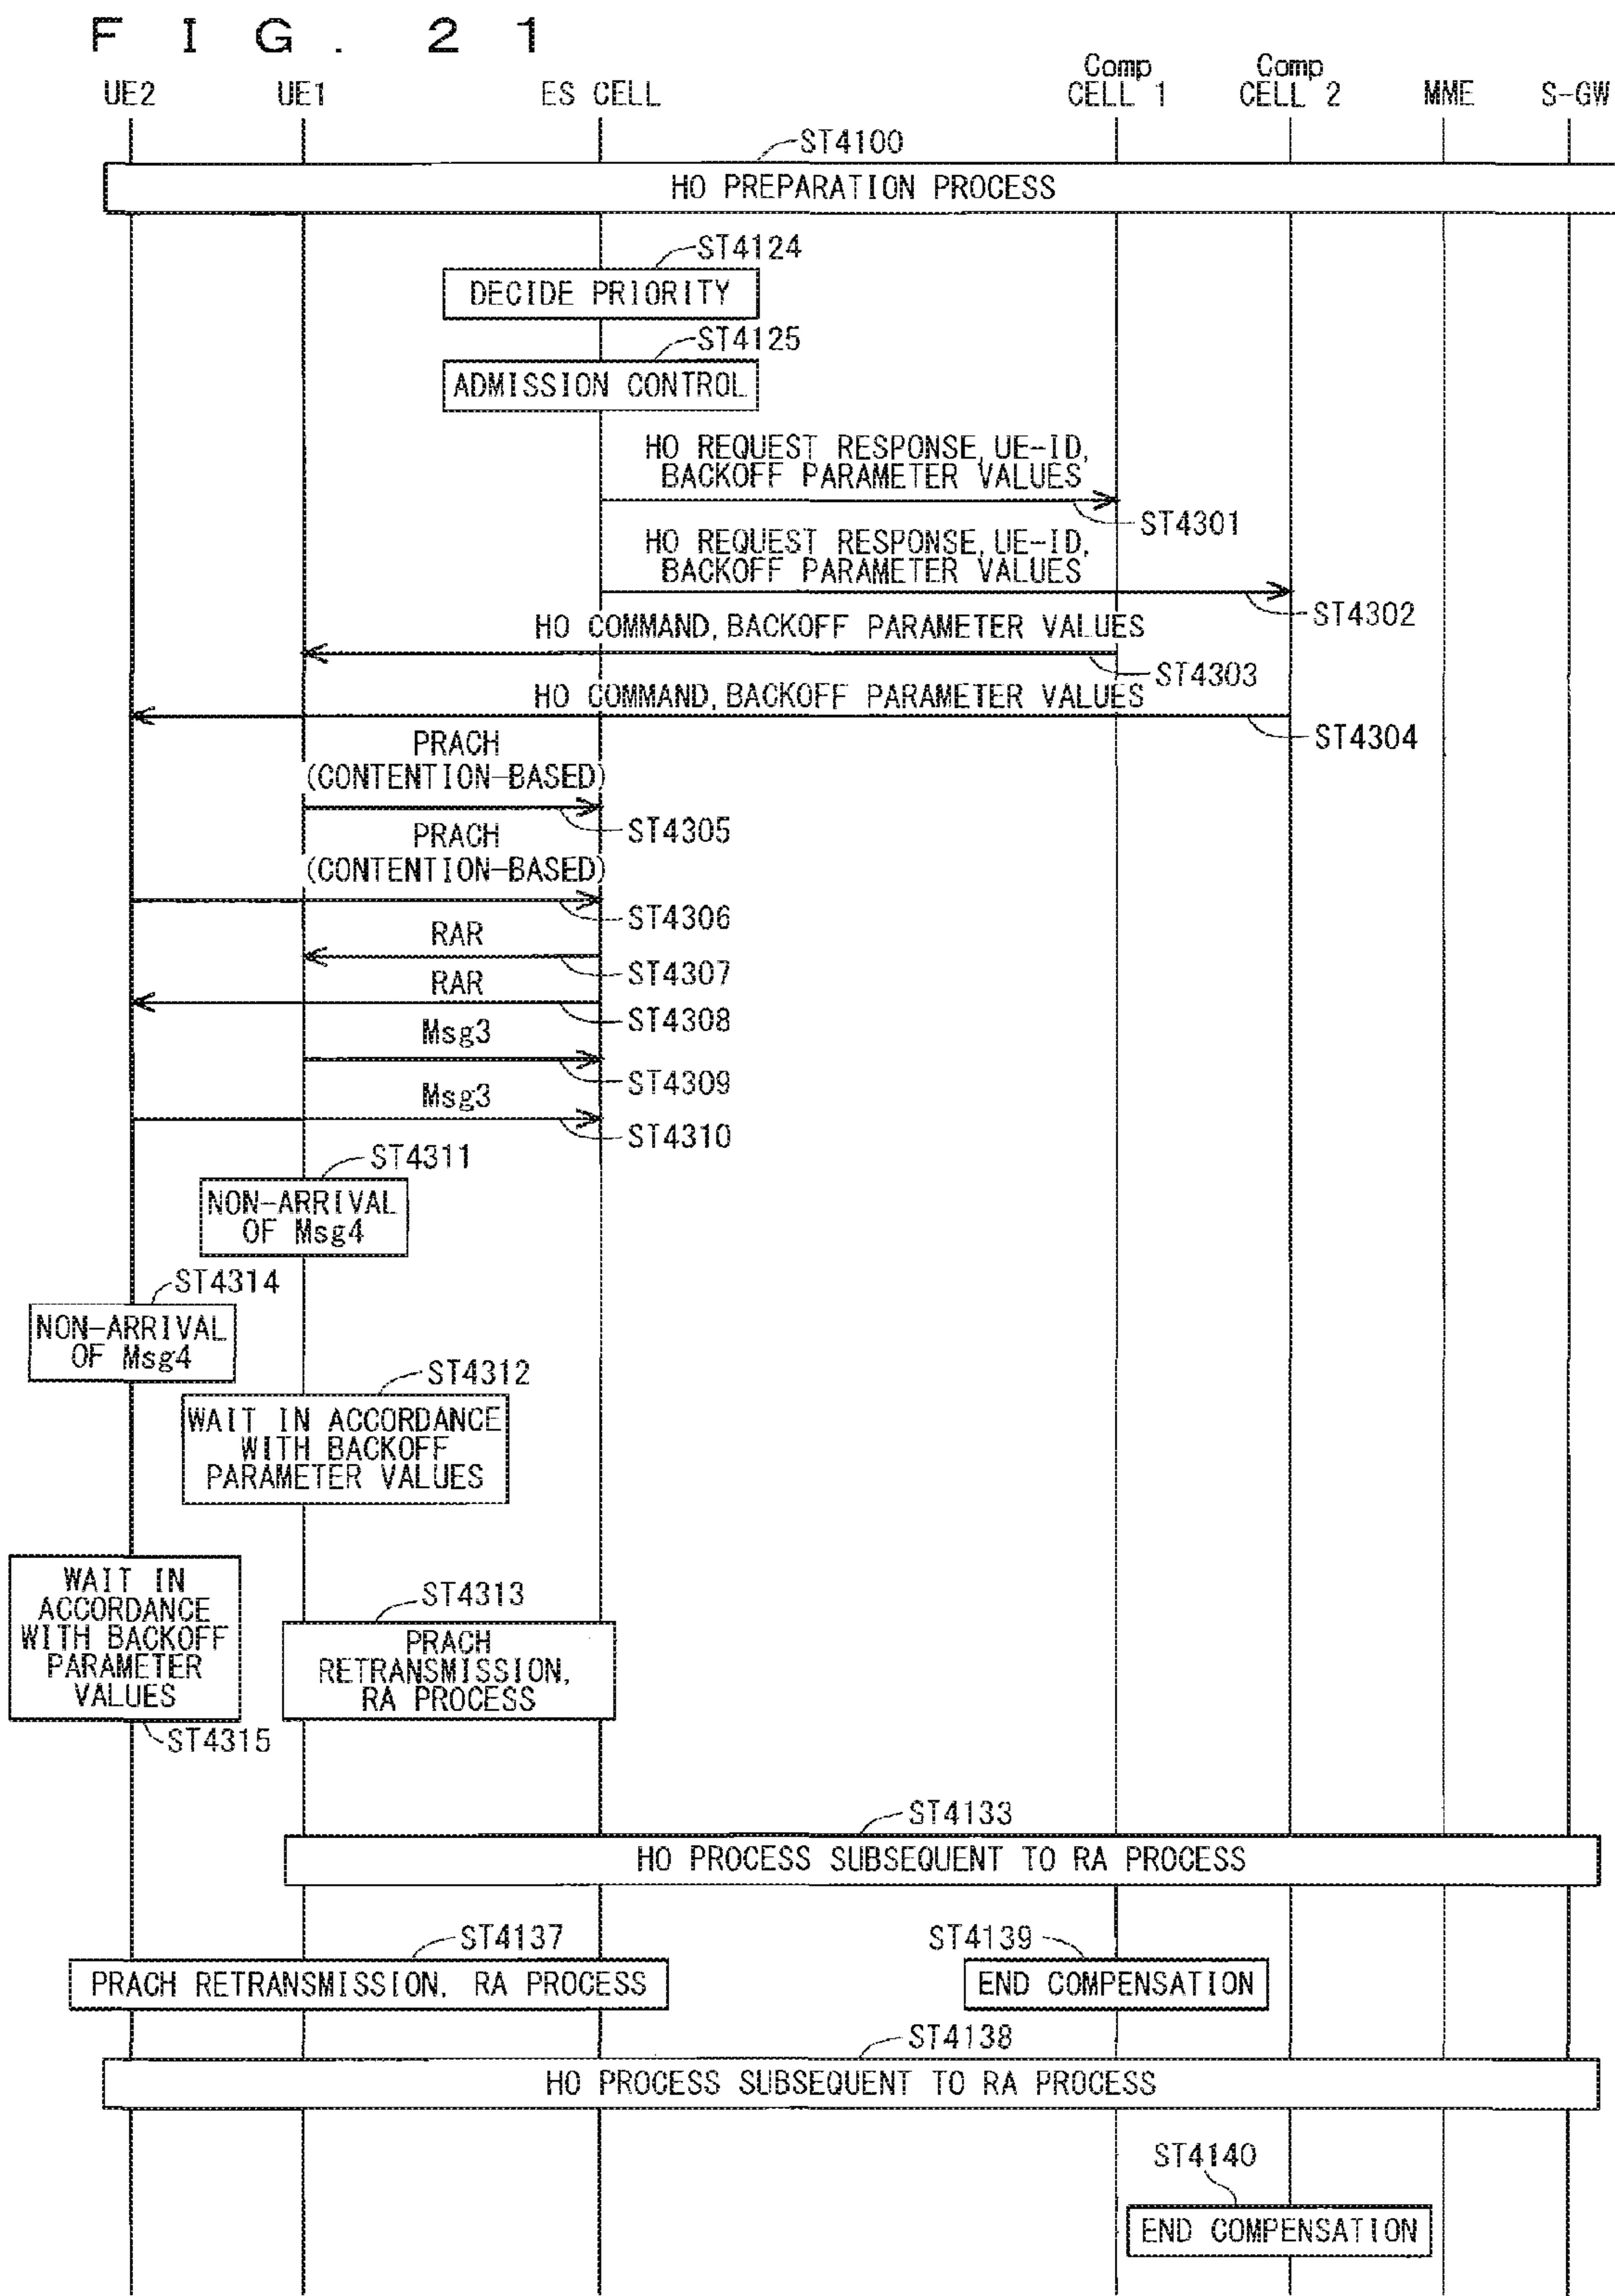 FIG. 21
UE2
UE1
ES CELL
Comp
CELL 1
Comp
CELL 2
MME
S-GW
ST4100
HO PREPARATION PROCESS
ST4124
DECIDE PRIORITY
ST4125
ADMISSION CONTROL
HO REQUEST RESPONSE, UE-ID,
BACKOFF PARAMETER VALUES
ST4301
HO REQUEST RESPONSE, UE-ID,
BACKOFF PARAMETER VALUES
ST4302
HO COMMAND, BACKOFF PARAMETER VALUES
ST4303
HO COMMAND, BACKOFF PARAMETER VALUES
ST4304
PRACH
(CONTENTION-BASED)
ST4305
PRACH
(CONTENTION-BASED)
ST4306
RAR
ST4307
RAR
ST4308
Msg3
ST4309
Msg3
ST4310
ST4311
NON-ARRIVAL
OF Msg4
ST4314
NON-ARRIVAL
OF Msg4
ST4312
WAIT IN ACCORDANCE
WITH BACKOFF
PARAMETER VALUES
WAIT IN
ACCORDANCE
WITH BACKOFF
PARAMETER
VALUES
ST4315
ST4313
PRACH
RETRANSMISSION,
RA PROCESS
ST4133
HO PROCESS SUBSEQUENT TO RA PROCESS
ST4137
PRACH RETRANSMISSION, RA PROCESS
ST4139
END COMPENSATION
ST4138
HO PROCESS SUBSEQUENT TO RA PROCESS
ST4140
END COMPENSATION